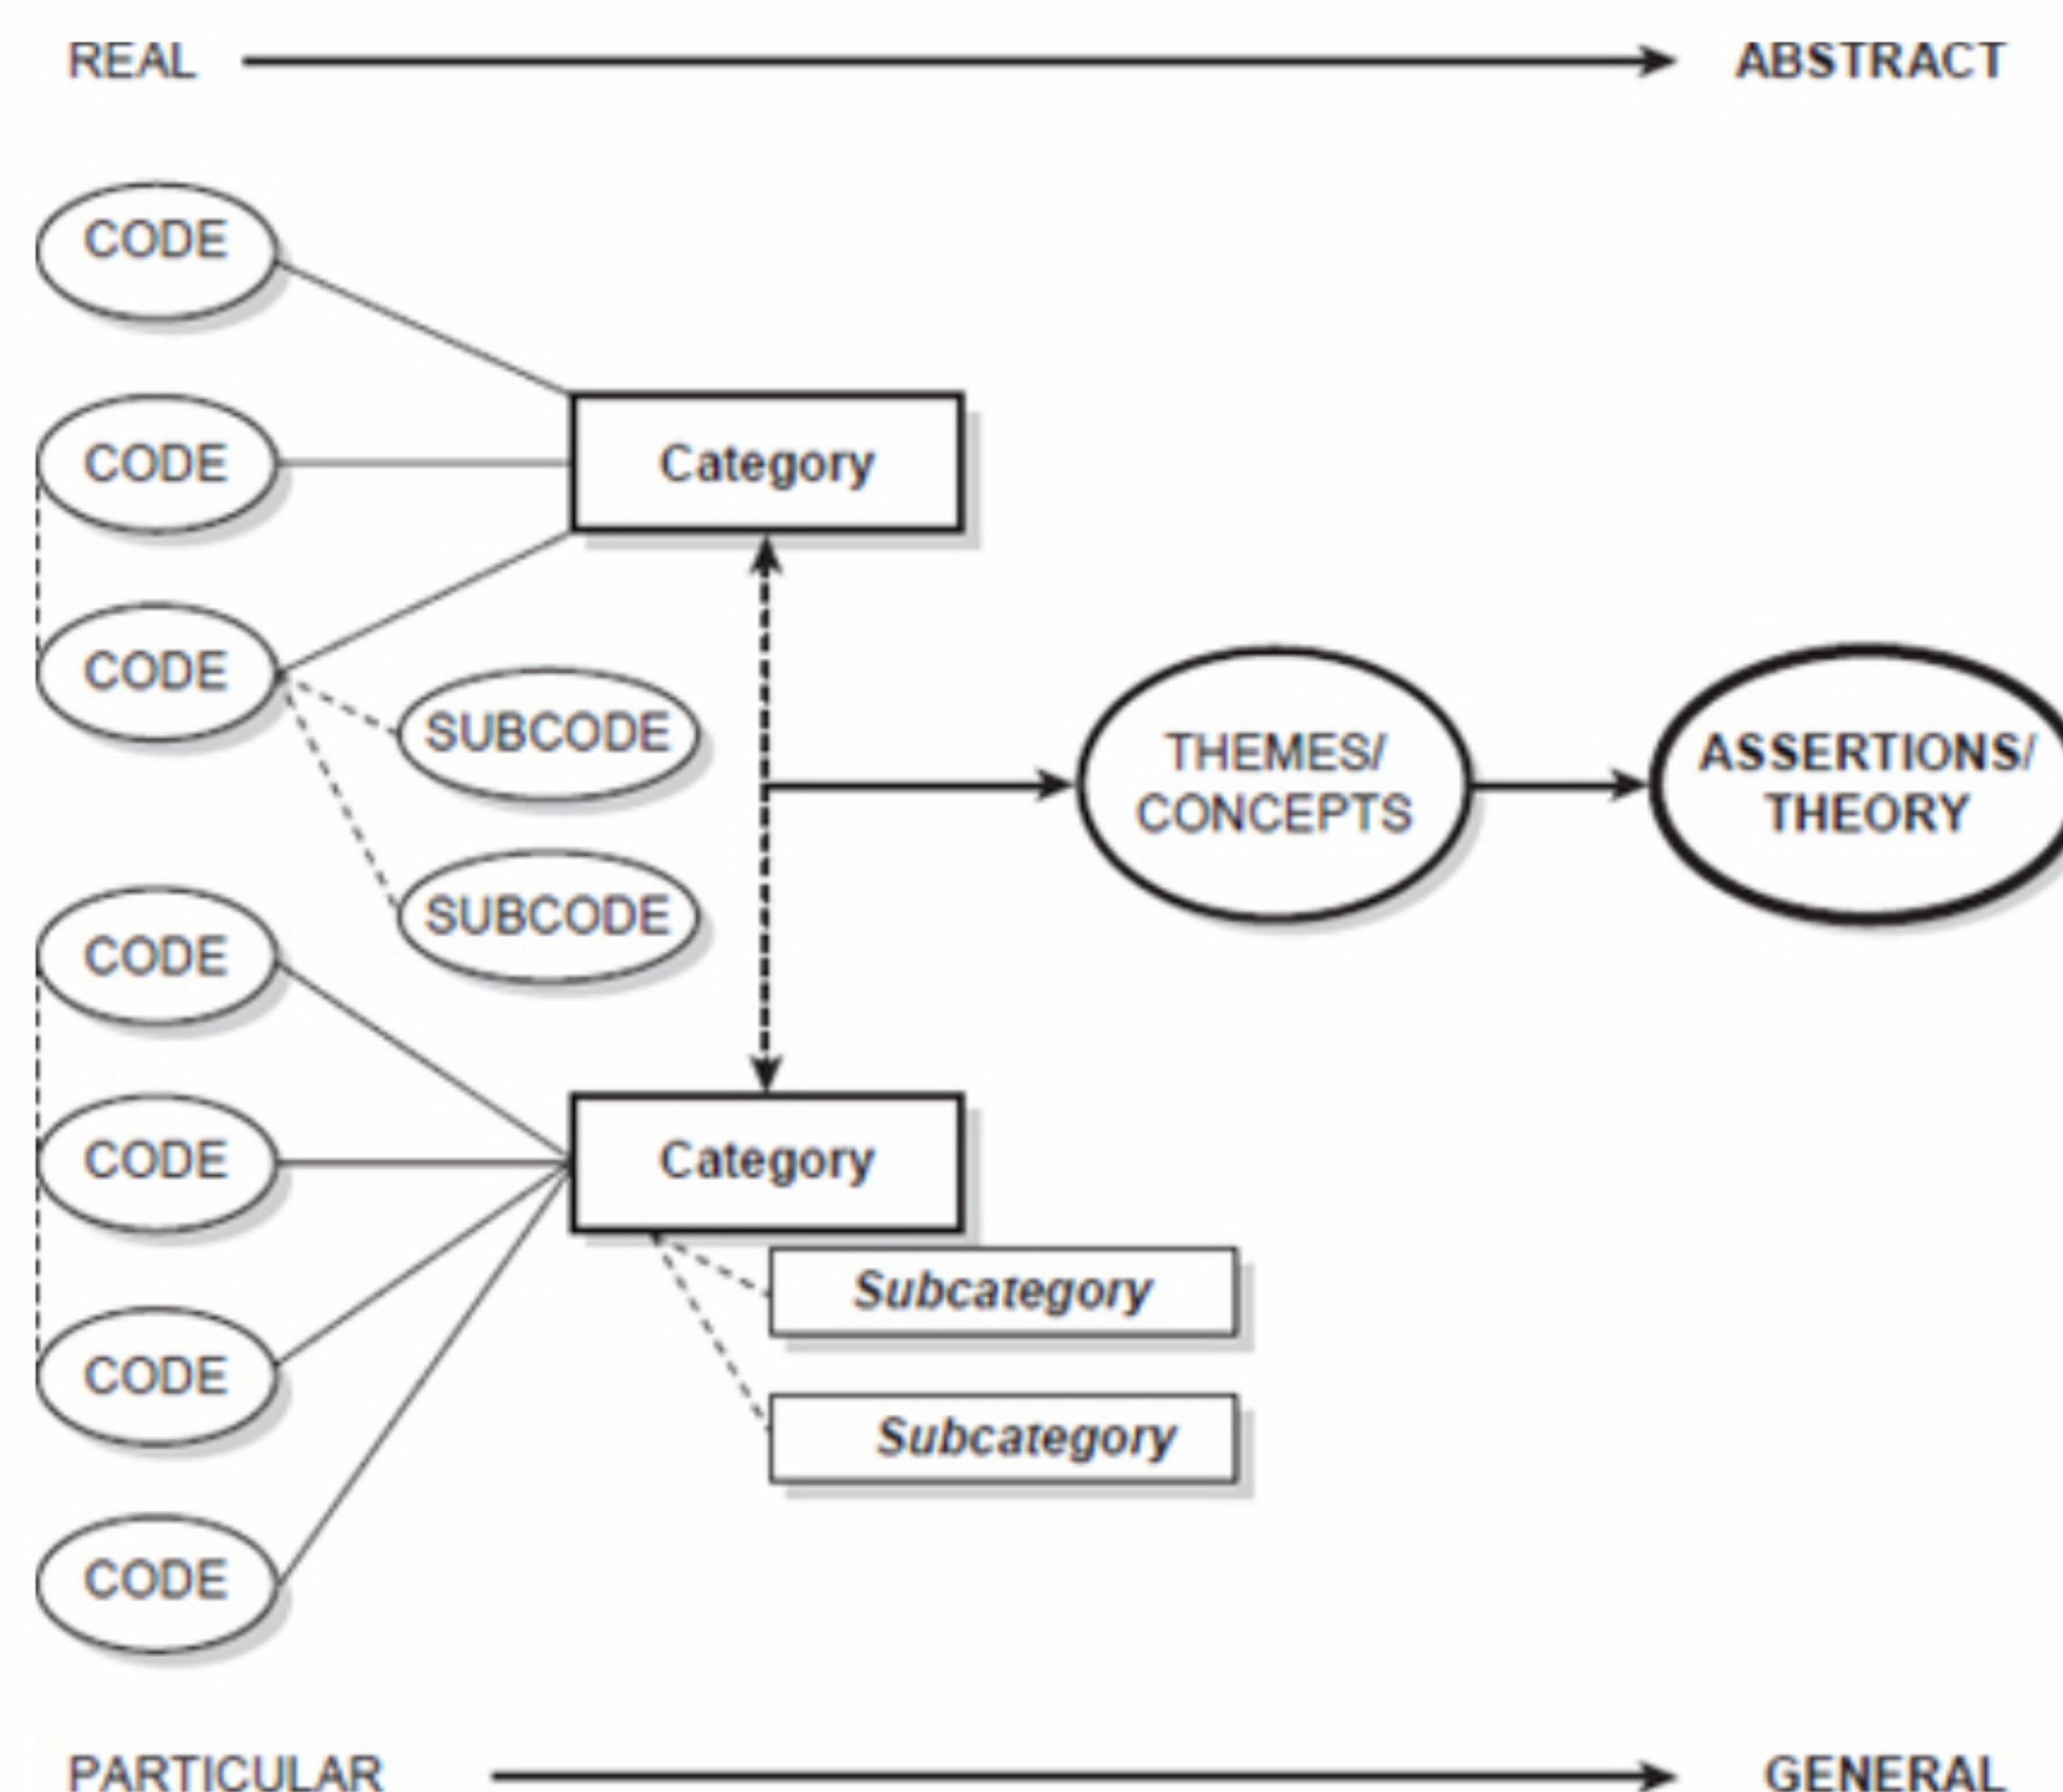 REAL
ABSTRACT
CODE
CODE
Category
CODE
SUBCODE
SUBCODE
THEMES/
CONCEPTS
ASSERTIONS/
THEORY
CODE
CODE
Category
CODE
Subcategory
Subcategory
CODE
PARTICULAR
GENERAL